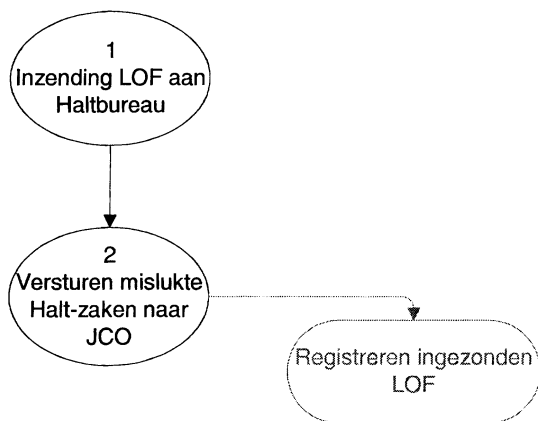 1
Inzending LOF aan
Haltbureau
2
Versturen mislukte
Halt-zaken naar
JCO
Registreren ingezonden
LOF